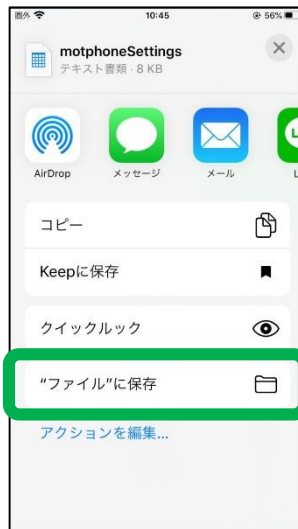 圏外 10:45 56%
motphoneSettings
テキスト書類・8 KB
AirDrop メッセージ メール
コピー
Keepに保存
クイックルック
"ファイル"に保存
アクションを編集...